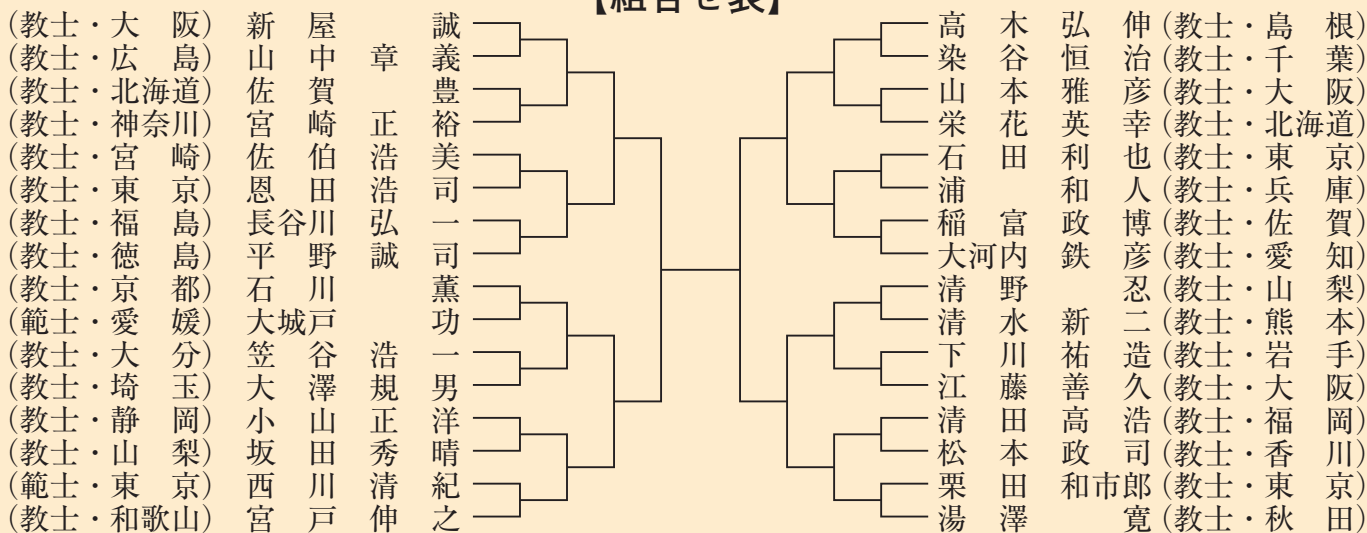 【組合せ表】
(教士・大　阪)　新　屋　　　誠
(教士・広　島)　山　中　章　義
(教士・北海道)　佐　賀　　　豊
(教士・神奈川)　宮　崎　正　裕
(教士・宮　崎)　佐　伯　浩　美
(教士・東　京)　恩　田　浩　司
(教士・福　島)　長谷川　弘　一
(教士・徳　島)　平　野　誠　司
(教士・京　都)　石　川　　　薫
(範士・愛　媛)　大城戸　　　功
(教士・大　分)　笠　谷　浩　一
(教士・埼　玉)　大　澤　規　男
(教士・静　岡)　小　山　正　洋
(教士・山　梨)　坂　田　秀　晴
(範士・東　京)　西　川　清　紀
(教士・和歌山)　宮　戸　伸　之
高　木　弘　伸(教士・島　根)
染　谷　恒　治(教士・千　葉)
山　本　雅　彦(教士・大　阪)
栄　花　英　幸(教士・北海道)
石　田　利　也(教士・東　京)
浦　　　和　人(教士・兵　庫)
稲　富　政　博(教士・佐　賀)
大河内　鉄　彦(教士・愛　知)
清　野　　　忍(教士・山　梨)
清　水　新　二(教士・熊　本)
下　川　祐　造(教士・岩　手)
江　藤　善　久(教士・大　阪)
清　田　高　浩(教士・福　岡)
松　本　政　司(教士・香　川)
栗　田　和市郎(教士・東　京)
湯　澤　　　寛(教士・秋　田)